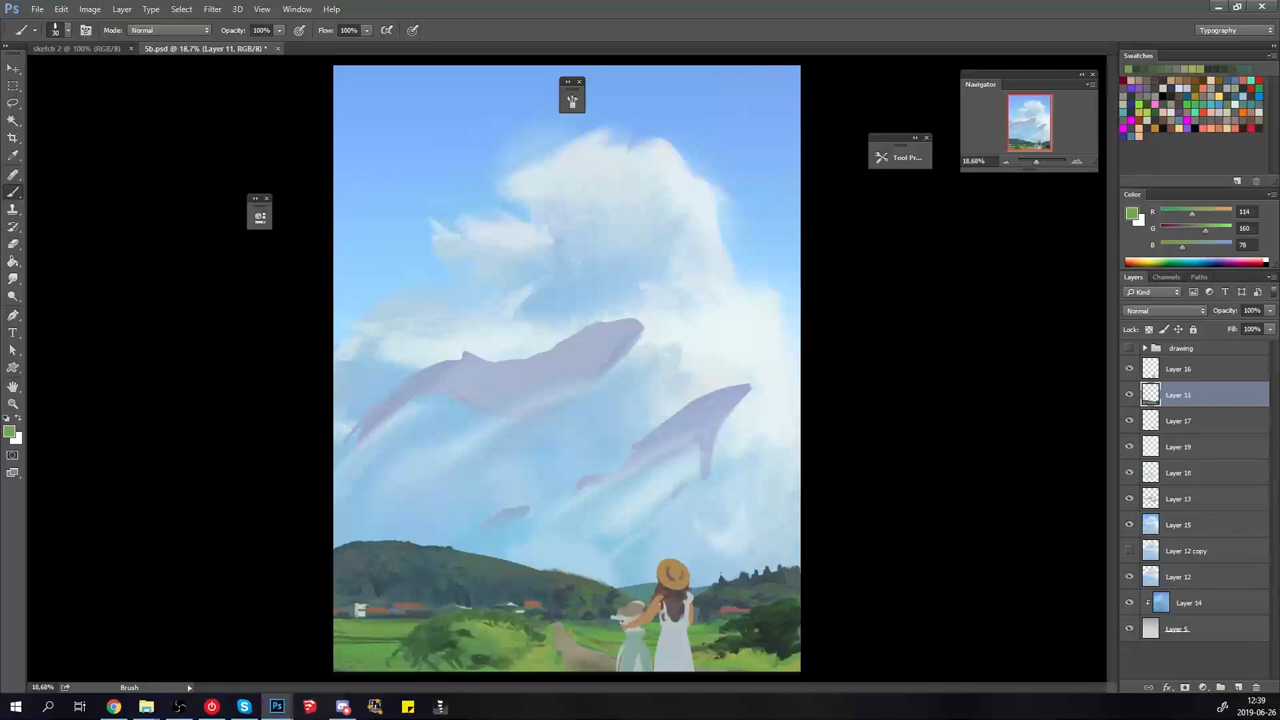 Ps File Edit Image Layer Type Select Filter 3D View Window Help
30 Mode: Normal Opacity: 100% Flow: 100% Typography
sketch 2 @ 100% (RGB/8) × 5b.psd @ 18,7% (Layer 11, RGB/8) * ×
Swatches
Navigator
18,68%
Tool Pr...
Color
R 114
G 160
B 78
Layers Channels Paths
Kind
Normal Opacity: 100%
Lock: Fill: 100%
drawing
Layer 16
Layer 11
Layer 17
Layer 19
Layer 18
Layer 13
Layer 15
Layer 12 copy
Layer 12
Layer 14
Layer 5
18,68% Brush
Ps
12:39
2019-06-26